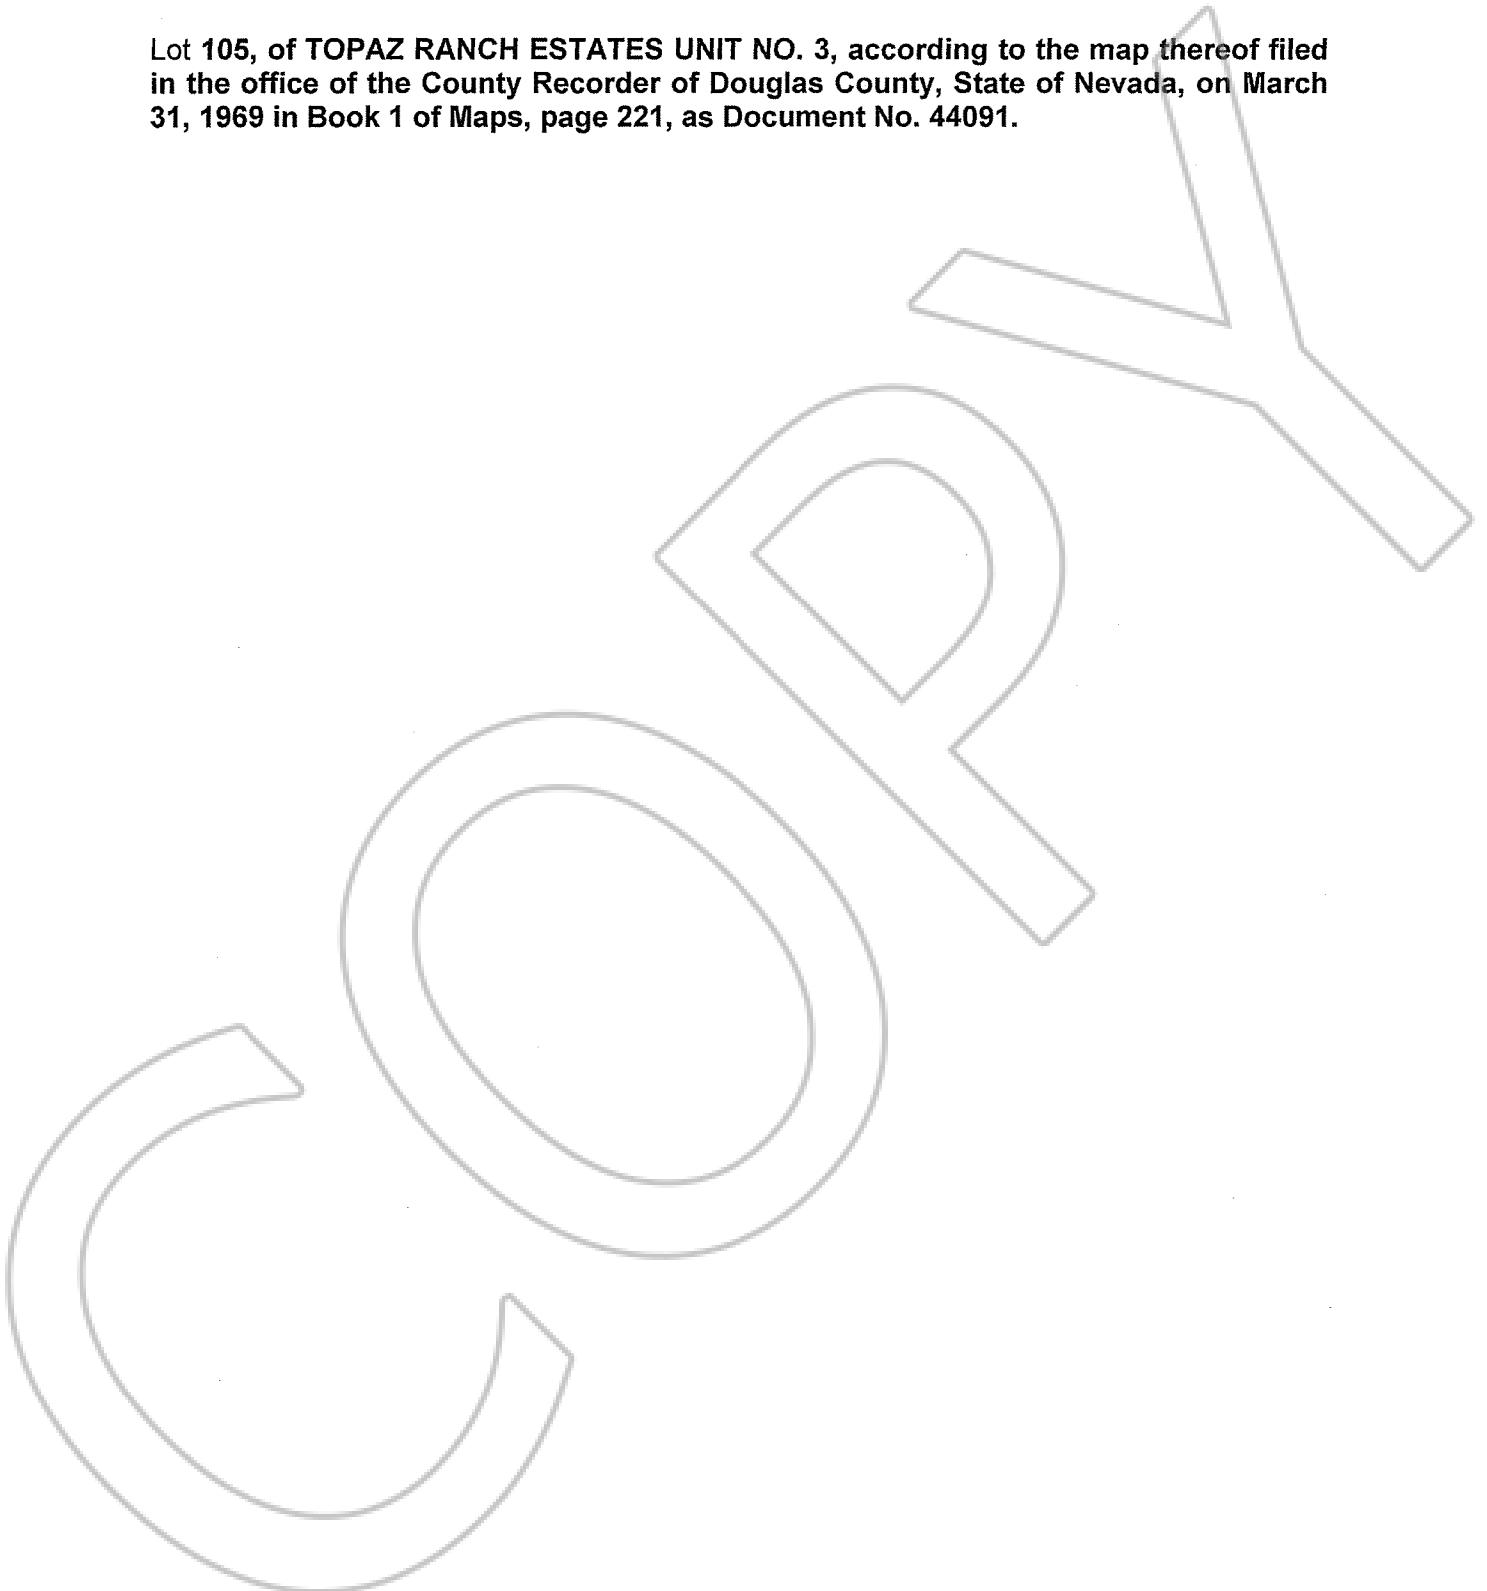 Lot 105, of TOPAZ RANCH ESTATES UNIT NO. 3, according to the map thereof filed
in the office of the County Recorder of Douglas County, State of Nevada, on March
31, 1969 in Book 1 of Maps, page 221, as Document No. 44091.
COPY